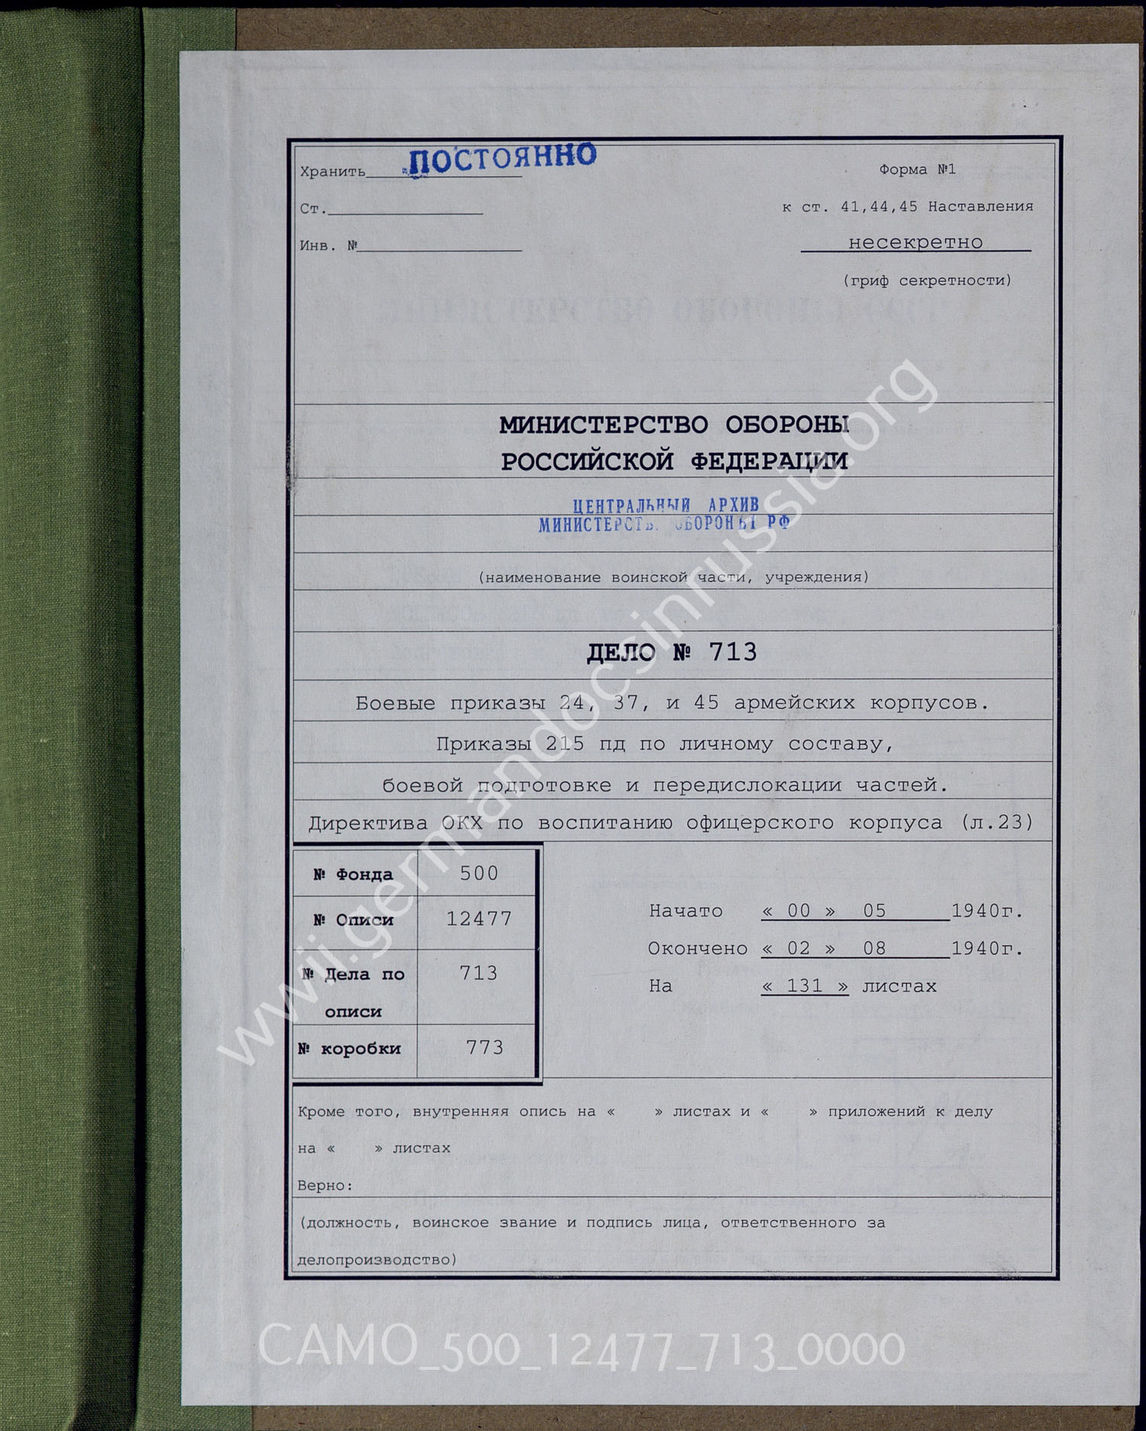 Хранить ПОСТОЯННО
Ст.
Инв. №
Форма №1
к ст. 41,44,45 Наставления
несекретно
(гриф секретности)
МИНИСТЕРСТВО ОБОРОНЫ
РОССИЙСКОЙ ФЕДЕРАЦИИ
ЦЕНТРАЛЬНЫЙ АРХИВ
МИНИСТЕРСТВ ОБОРОНЫ РФ
(наименование воинской части, учреждения)
ДЕЛО № 713
Боевые приказы 24, 37, и 45 армейских корпусов.
Приказы 215 пд по личному составу,
боевой подготовке и передислокации частей.
Директива ОКХ по воспитанию офицерского корпуса (л.23)
№ Фонда 500
№ Описи 12477
№ Дела по 713
описи
№ коробки 773
Начато « 00 » 05 1940г.
Окончено « 02 » 08 1940г.
На « 131 » листах
Кроме того, внутренняя опись на « » листах и « » приложений к делу
на « » листах
Верно:
(должность, воинское звание и подпись лица, ответственного за
делопроизводство)
wwii.germandocsinrussia.org
CAMO_500_12477_713_0000